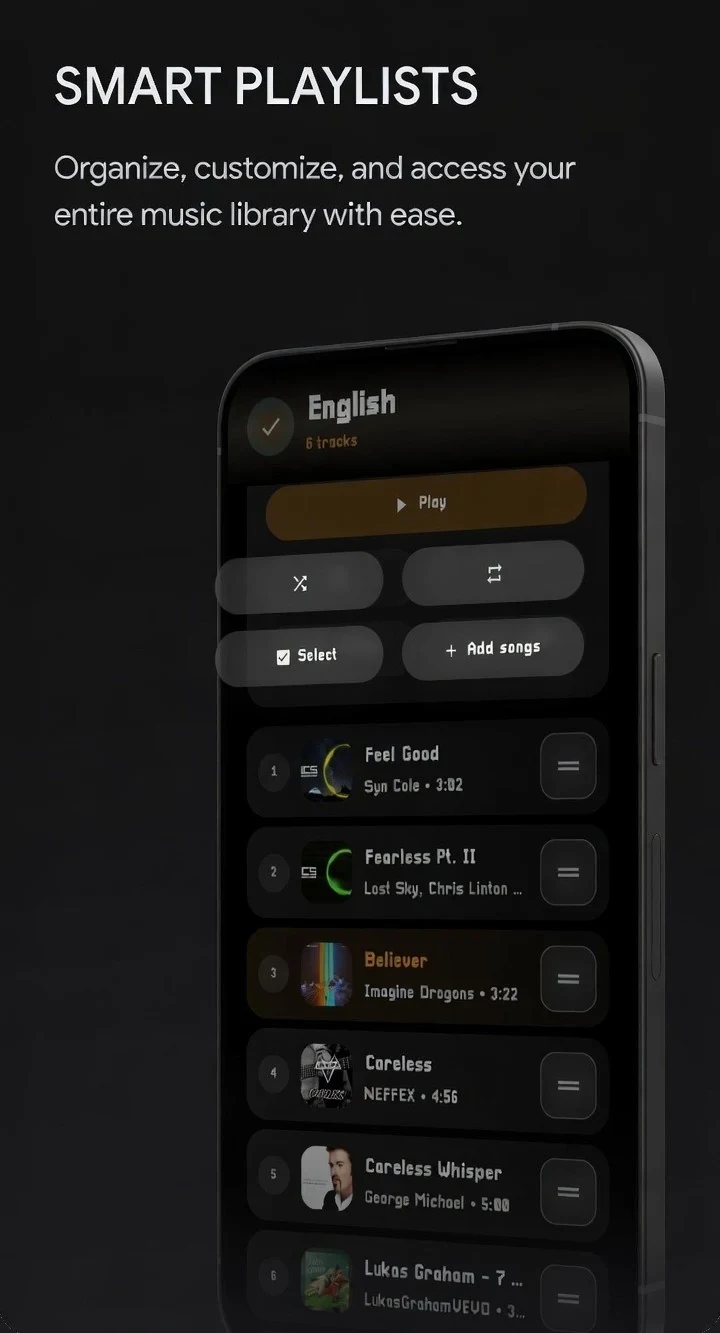 SMART PLAYLISTS
Organize, customize, and access your
entire music library with ease.
English
6 tracks
Play
Select
+ Add songs
1
Feel Good
Syn Cole • 3:02
2
Fearless Pt. II
Lost Sky, Chris Linton ...
3
Believer
Imagine Dragons • 3:22
4
Careless
NEFFEX • 4:56
5
Careless Whisper
George Michael • 5:00
6
Lukas Graham - 7 ...
LukasGrahamVEVO • 3...